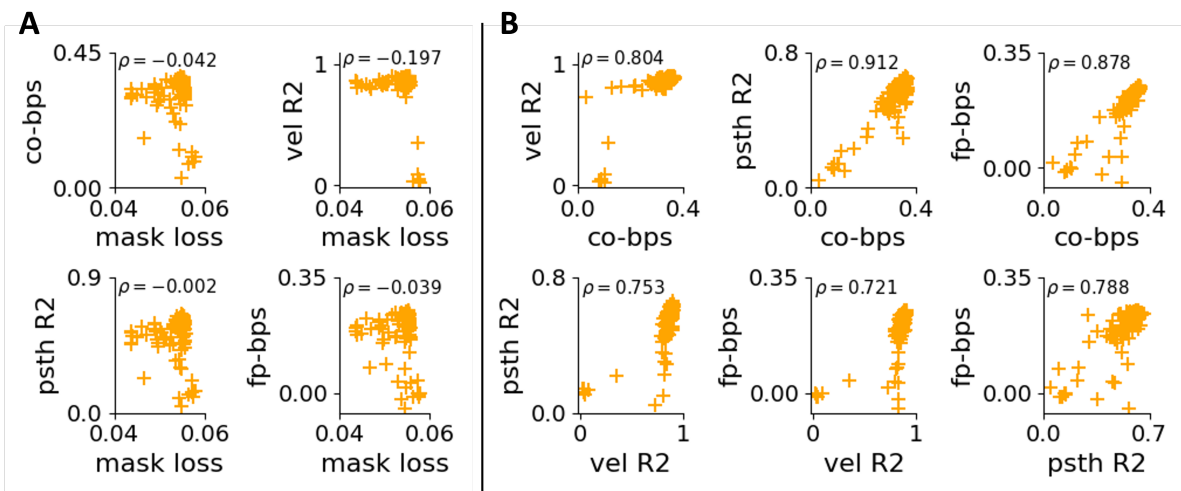 A
B
0.45
co-bps
ρ = −0.042
0.00
0.04
0.06
mask loss
1
vel R2
ρ = −0.197
0
0.04
0.06
mask loss
1
vel R2
ρ = 0.804
0
0.0
0.4
co-bps
0.8
psth R2
ρ = 0.912
0.0
0.0
0.4
co-bps
0.35
fp-bps
ρ = 0.878
0.00
0.0
0.4
co-bps
0.9
psth R2
ρ = −0.002
0.0
0.04
0.06
mask loss
0.35
fp-bps
ρ = −0.039
0.00
0.04
0.06
mask loss
0.8
psth R2
ρ = 0.753
0.0
0
1
vel R2
0.35
fp-bps
ρ = 0.721
0.00
0
1
vel R2
0.35
fp-bps
ρ = 0.788
0.00
0.0
0.7
psth R2